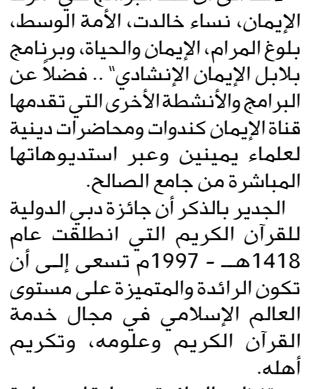 الإيمان، نساء خالدت، الأمة الوسط،
بلوغ المرام، الإيمان والحياة، وبرنامج
بلابل الإيمان الإنشادي" .. فضلاً عن
البرامج والأنشطة الأخرى التي تقدمها
قناة الإيمان كندوات ومحاضرات دينية
لعلماء يمينين وعبر استديوهاتها
المباشرة من جامع الصالح.
الجدير بالذكر أن جائزة دبي الدولية
للقرآن الكريم التي انطلقت عام
1418هــ - 1997م تسعى إلى أن
تكون الرائدة والمتميزة على مستوى
العالم الإسلامي في مجال خدمة
القرآن الكريم وعلومه، وتكريم
أهله.